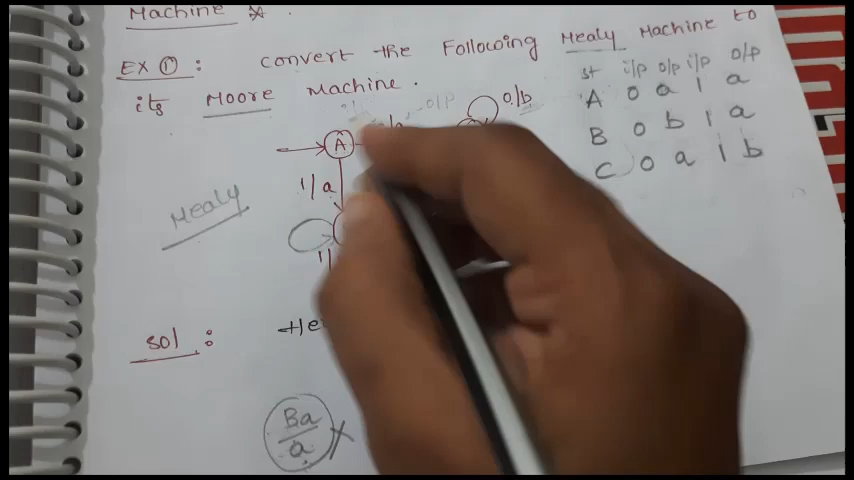 Machine
EX ① : convert the Following Mealy Machine to
its Moore Machine.
st i/p o/p i/p o/p
A 0 a 1 a
B 0 b 1 a
C 0 a 1 b
o/p
0/b
A
1/a
Mealy
Sol :
Ba
a